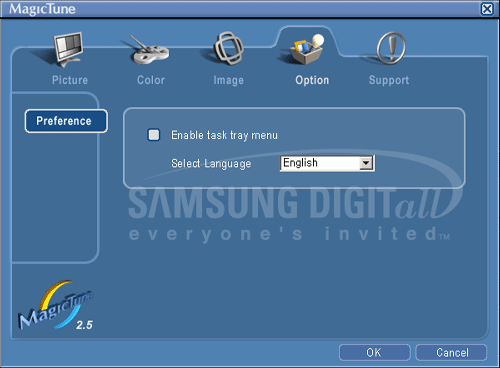 MagicTune
Picture
Color
Image
Option
Support
Preference
Enable task tray menu
Select Language
English
SAMSUNG DIGITall
everyone's invited™
MagicTune
2.5
OK
Cancel